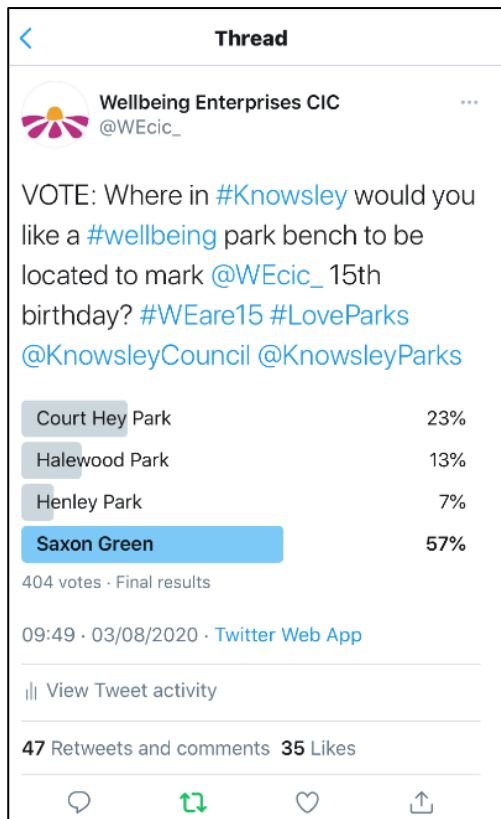 Thread
Wellbeing Enterprises CIC
@WEcic_
VOTE: Where in #Knowsley would you
like a #wellbeing park bench to be
located to mark @WEcic_ 15th
birthday? #WEare15 #LoveParks
@KnowsleyCouncil @KnowsleyParks
Court Hey Park 23%
Halewood Park 13%
Henley Park 7%
Saxon Green 57%
404 votes · Final results
09:49 · 03/08/2020 · Twitter Web App
View Tweet activity
47 Retweets and comments 35 Likes